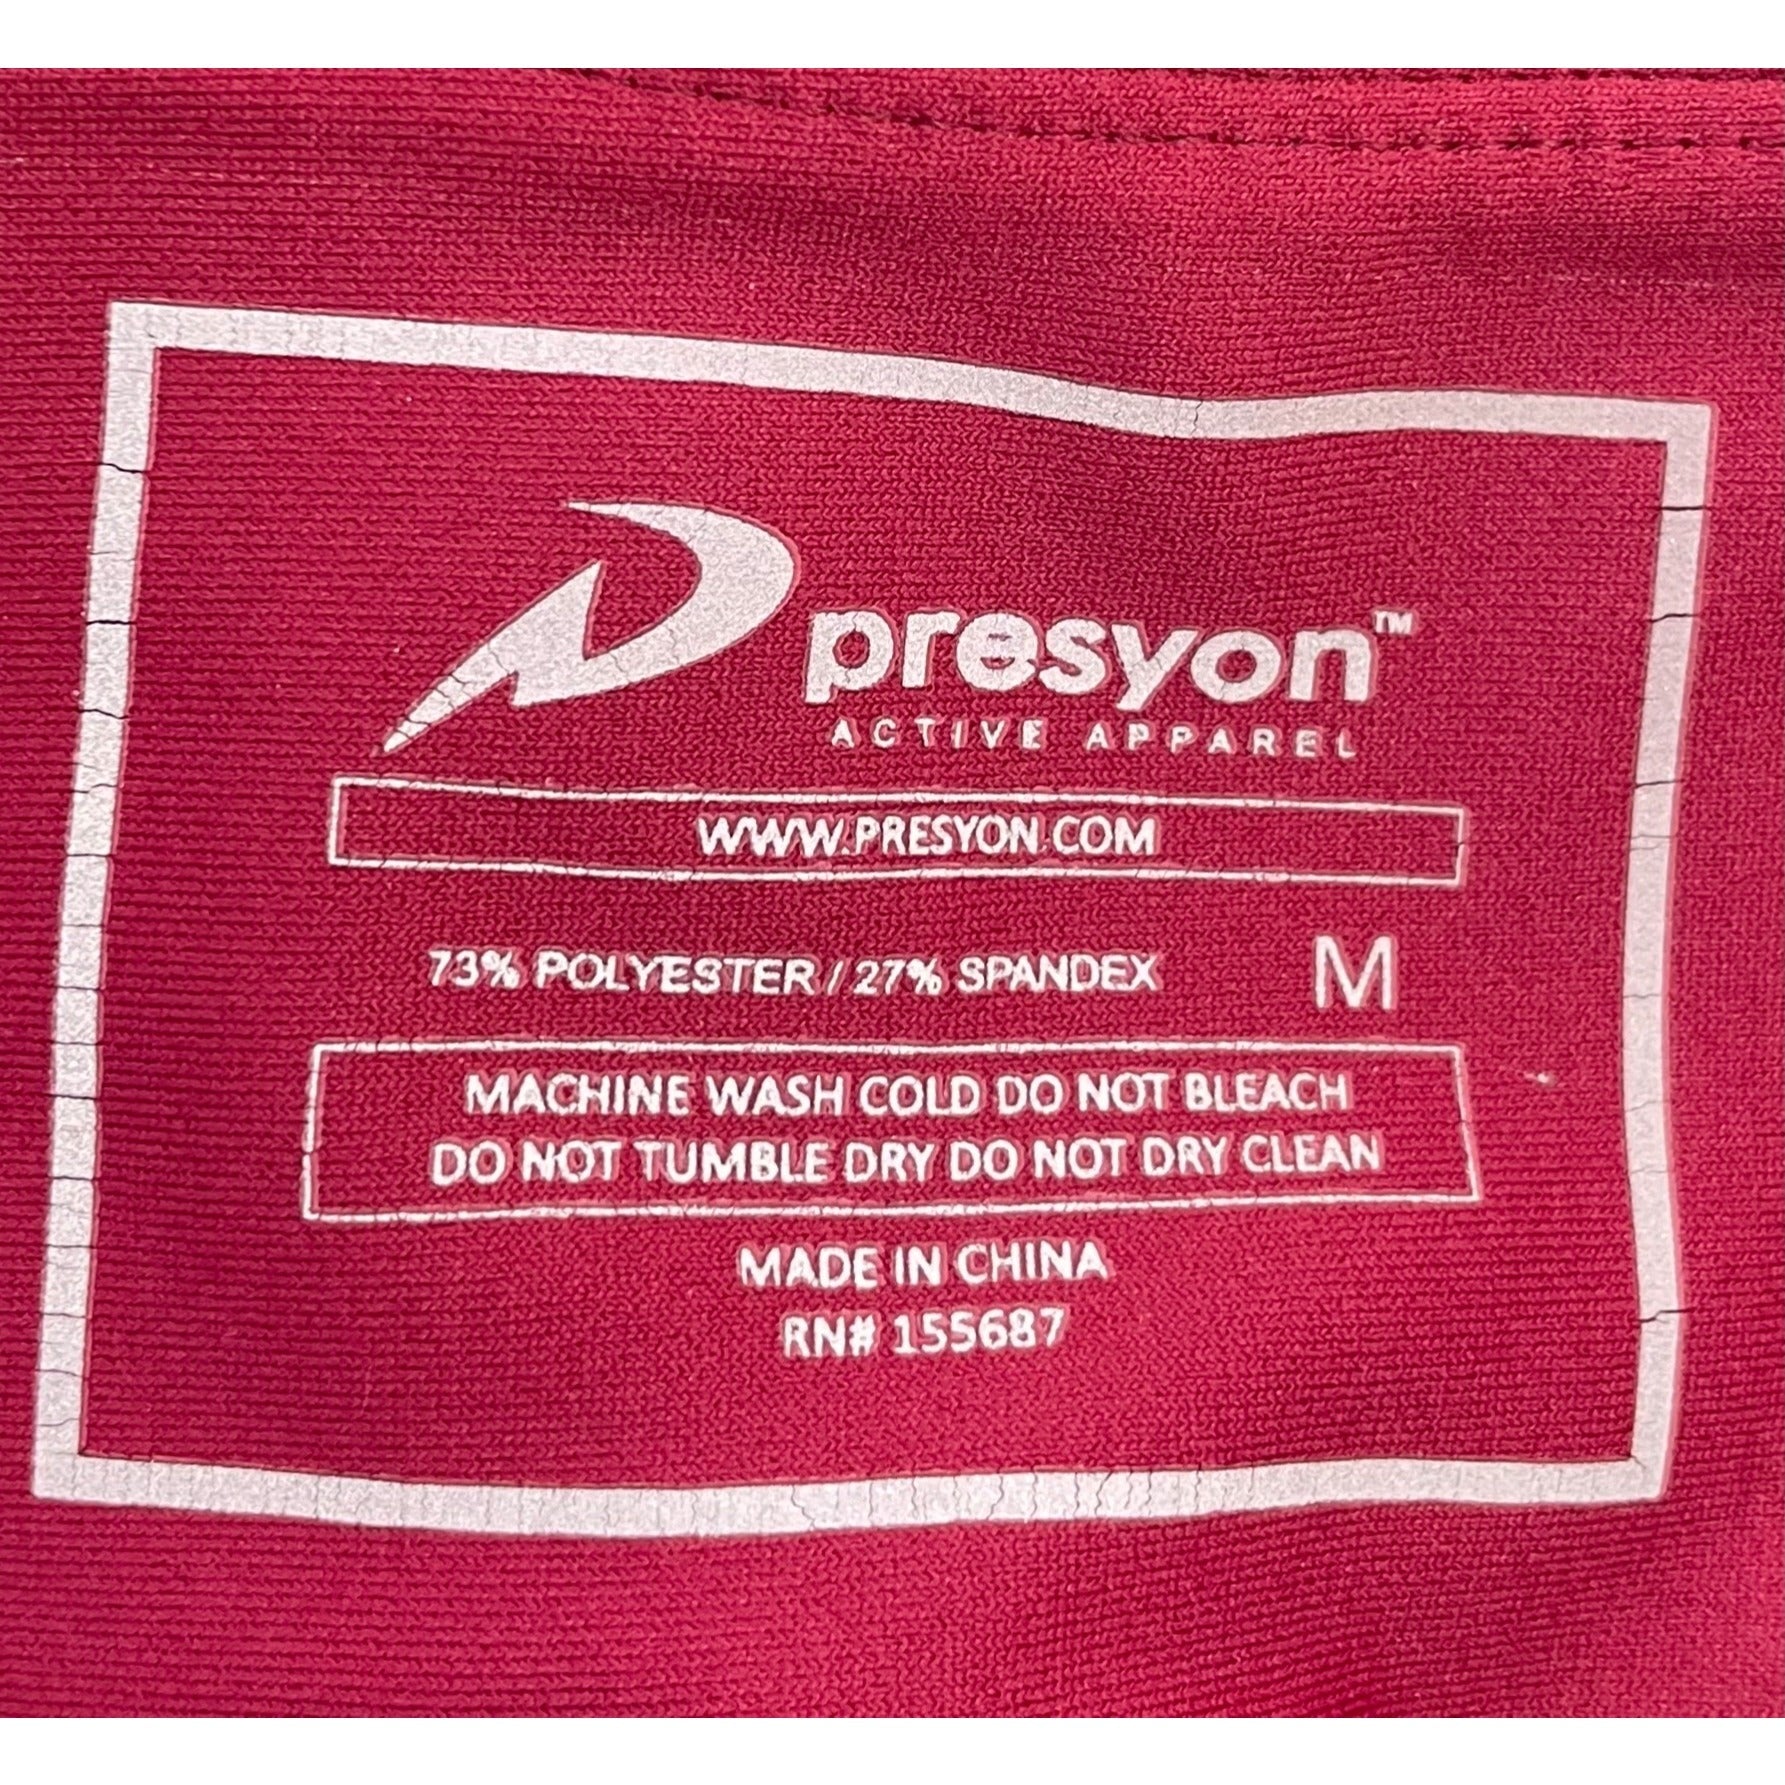 presyon™
ACTIVE APPAREL
WWW.PRESYON.COM
73% POLYESTER / 27% SPANDEX M
MACHINE WASH COLD DO NOT BLEACH
DO NOT TUMBLE DRY DO NOT DRY CLEAN
MADE IN CHINA
RN# 155687